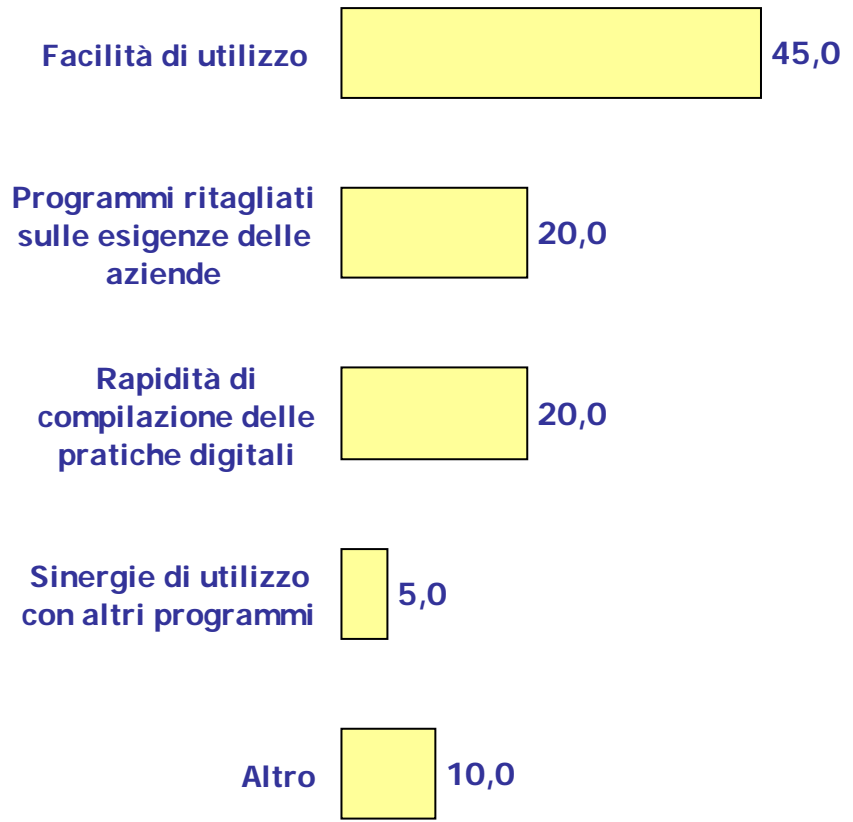 Facilità di utilizzo
45,0
Programmi ritagliati
sulle esigenze delle
aziende
20,0
Rapidità di
compilazione delle
pratiche digitali
20,0
Sinergie di utilizzo
con altri programmi
5,0
Altro
10,0